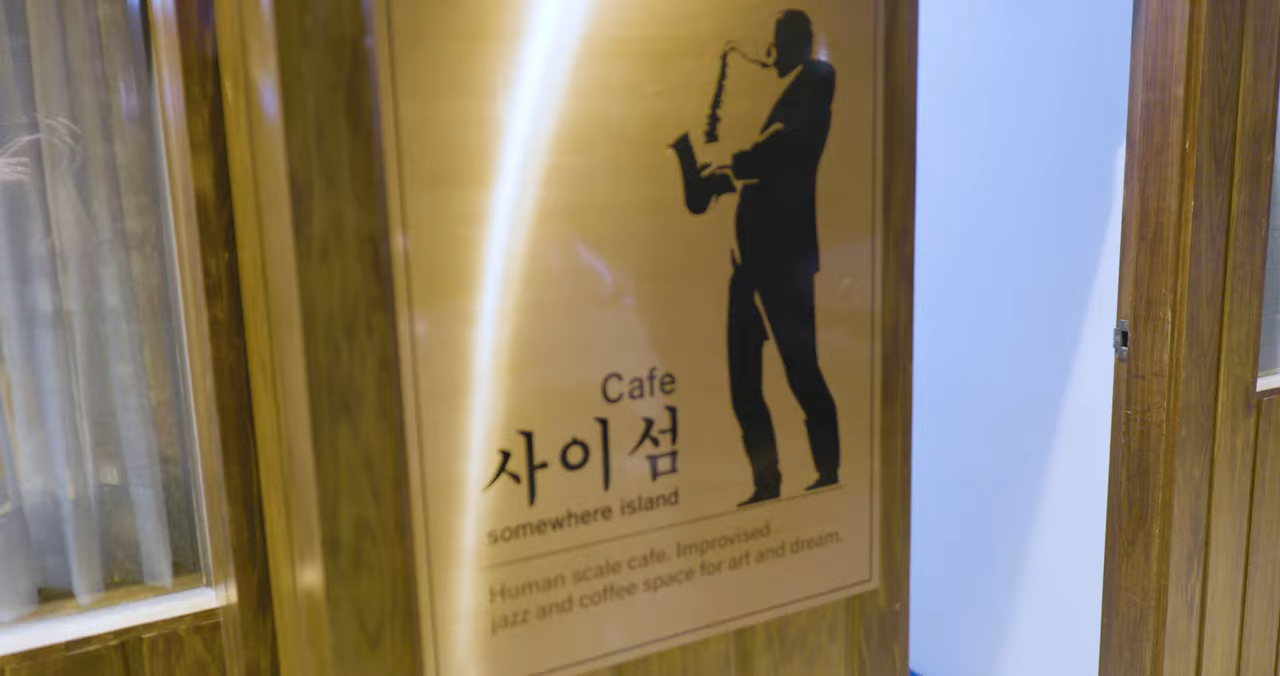 Cafe
사이섬
somewhere island
Human scale cafe. Improvised
jazz and coffee space for art and dream.